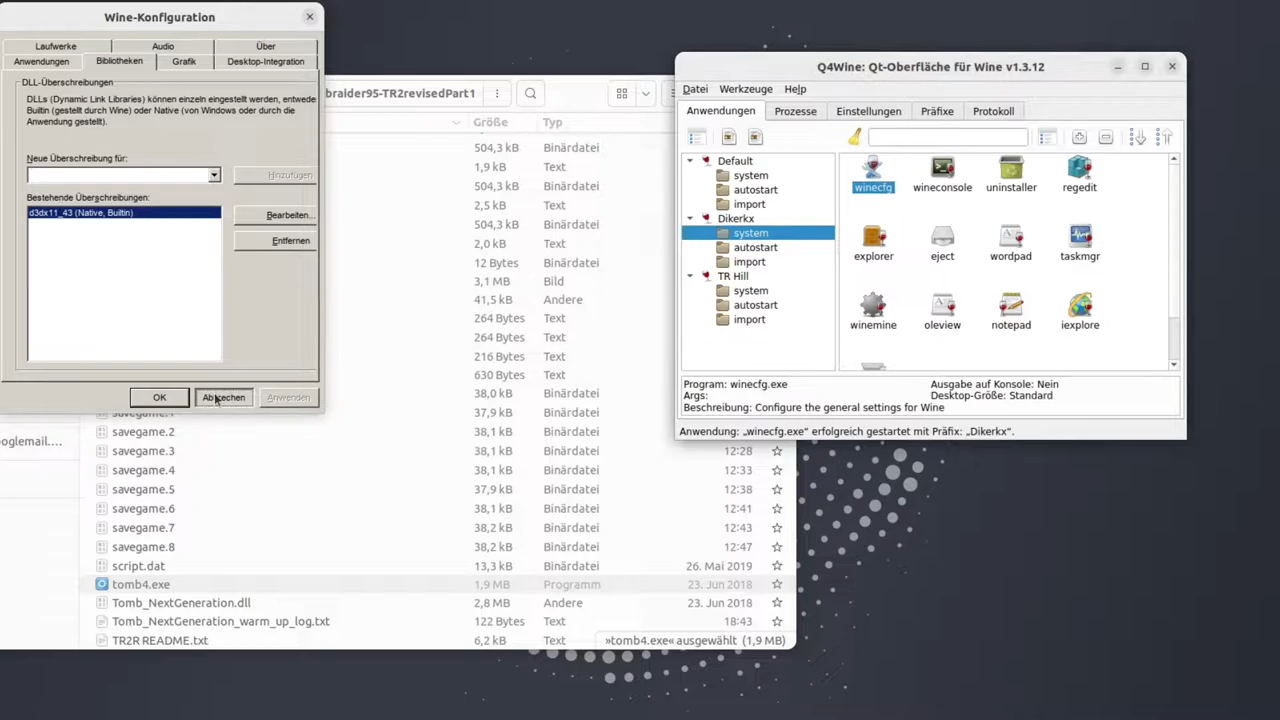 Wine-Konfiguration
Laufwerke
Audio
Über
Anwendungen
Bibliotheken
Grafik
Desktop-Integration
DLL-Überschreibungen
DLLs (Dynamic Link Libraries) können einzeln eingestellt werden, entwede
Builtin (gestellt durch Wine) oder Native (von Windows oder durch die
Anwendung gestellt).
Neue Überschreibung für:
Hinzufügen
Bestehende Überschreibungen:
d3dx11_43 (Native, Builtin)
Bearbeiten...
Entfernen
OK
Anwenden
braider95-TR2revisedPart1
Größe
Typ
504,3 kB
Binärdatei
1,9 kB
Text
504,3 kB
Binärdatei
2,5 kB
Text
504,3 kB
Binärdatei
2,0 kB
Text
12 Bytes
Binärdatei
3,1 MB
Bild
41,5 kB
Andere
264 Bytes
Text
264 Bytes
Text
216 Bytes
Text
630 Bytes
Text
38,0 kB
Binärdatei
37,9 kB
Binärdatei
savegame.2
38,1 kB
Binärdatei
savegame.3
38,1 kB
Binärdatei
12:28
savegame.4
38,1 kB
Binärdatei
12:33
savegame.5
37,9 kB
Binärdatei
12:38
savegame.6
38,1 kB
Binärdatei
12:41
savegame.7
38,2 kB
Binärdatei
12:43
savegame.8
38,2 kB
Binärdatei
12:47
script.dat
13,3 kB
Binärdatei
26. Mai 2019
tomb4.exe
1,9 MB
Programm
23. Jun 2018
Tomb_NextGeneration.dll
2,8 MB
Andere
23. Jun 2018
Tomb_NextGeneration_warm_up_log.txt
122 Bytes
Text
18:43
TR2R README.txt
6,2 kB
Text
»tomb4.exe« ausgewählt (1,9 MB)
oglemail....
Q4Wine: Qt-Oberfläche für Wine v1.3.12
Datei
Werkzeuge
Help
Anwendungen
Prozesse
Einstellungen
Präfixe
Protokoll
Default
system
autostart
import
Dikerkx
system
autostart
import
TR Hill
system
autostart
import
winecfg
wineconsole
uninstaller
regedit
explorer
eject
wordpad
taskmgr
winemine
oleview
notepad
iexplore
Program: winecfg.exe
Ausgabe auf Konsole: Nein
Args:
Desktop-Größe: Standard
Beschreibung: Configure the general settings for Wine
Anwendung: „winecfg.exe“ erfolgreich gestartet mit Präfix: „Dikerkx“.